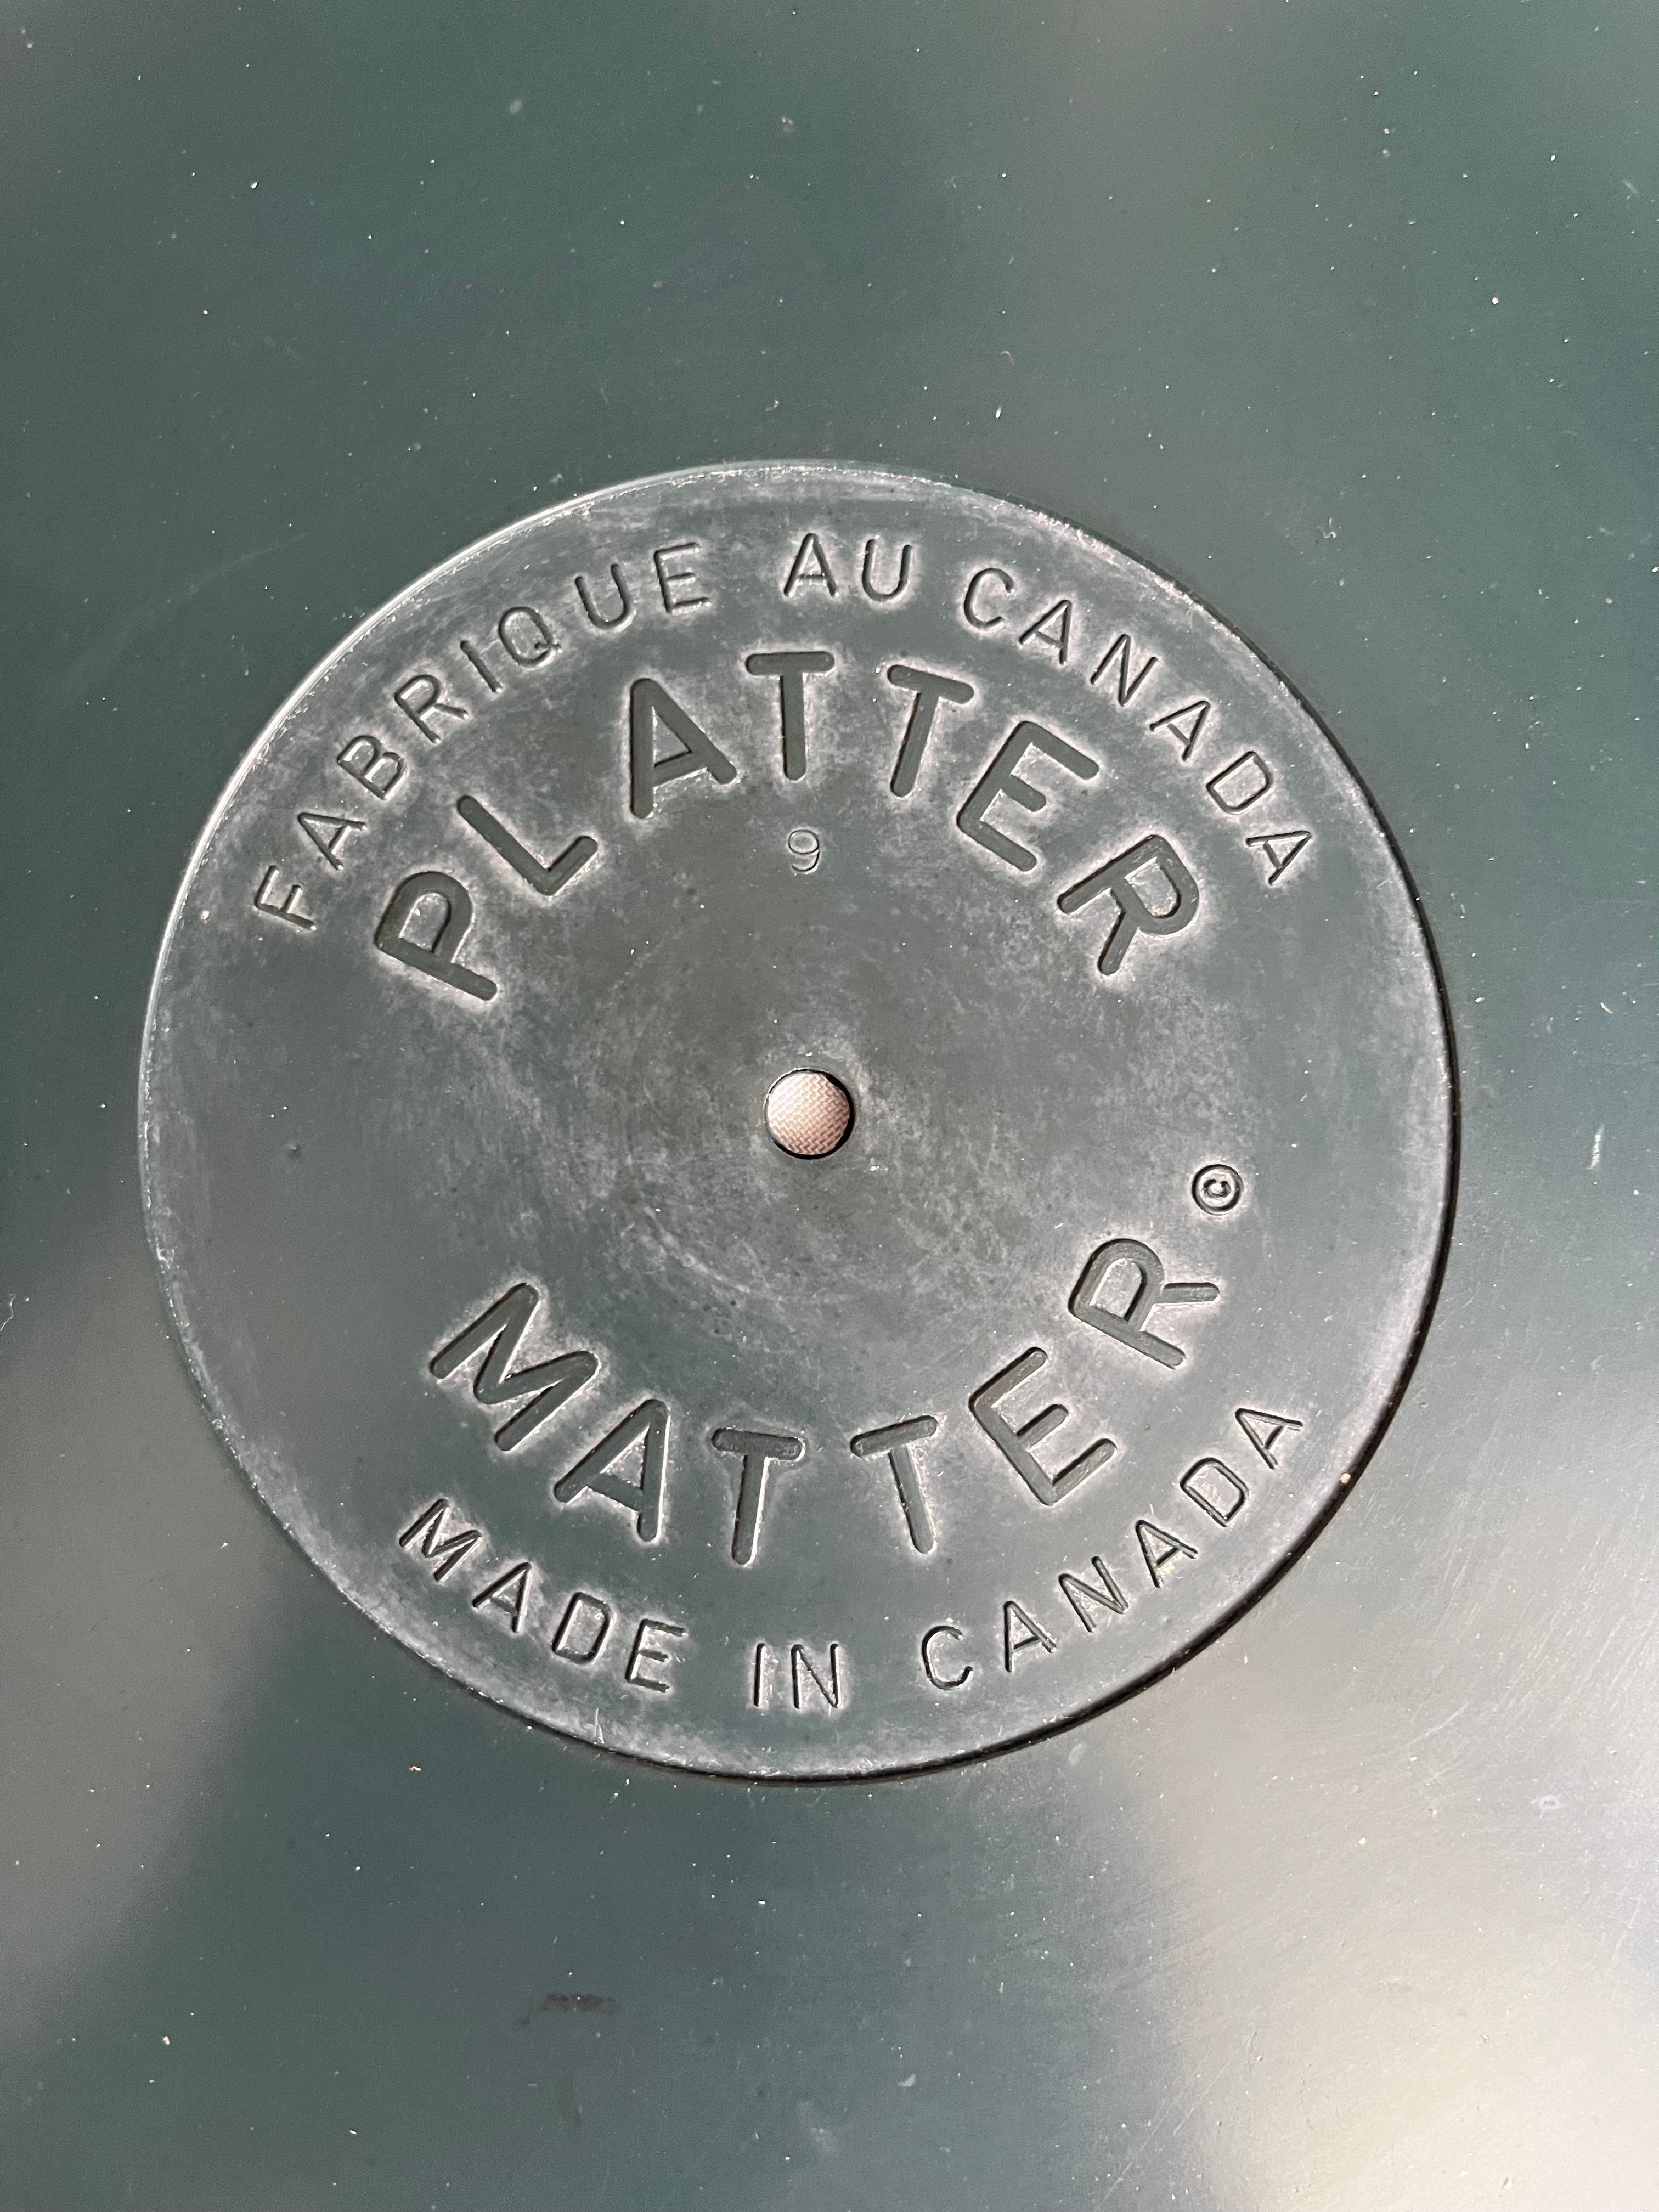 FABRIQUE AU CANADA
PLATTER
9
MATTER ©
MADE IN CANADA